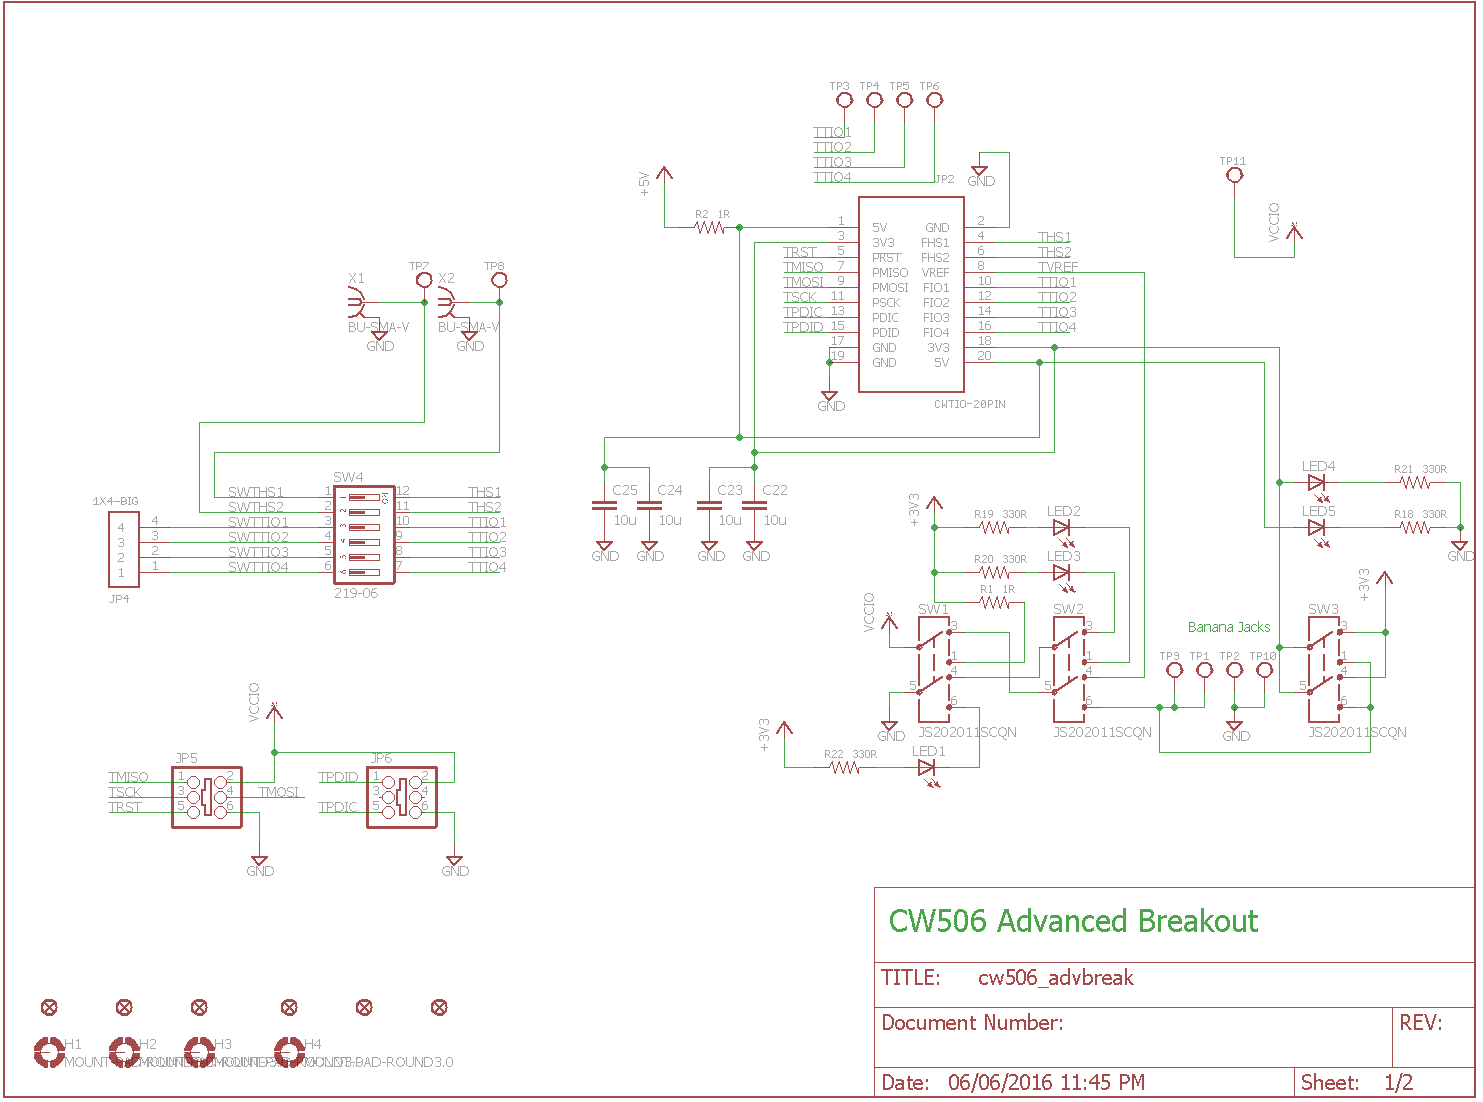 TP3 TP4 TP5 TP6
TTIO1
TTIO2
TTIO3
TTIO4
+5V
R2 1R
GND
JP2
1 5V GND 2
3 3V3 FHS1 4 THS1
TRST 5 PRST FHS2 6 THS2
TMISO 7 PMISO VREF 8 TVREF
TMOSI 9 PMOSI FIO1 10 TTIO1
TSCK 11 PSCK FIO2 12 TTIO2
TPDIC 13 PDIC FIO3 14 TTIO3
TPDID 15 PDID FIO4 16 TTIO4
17 GND 3V3 18
19 GND 5V 20
GND
CWTIO-20PIN
TP11
VCCIO
X1 TP7 X2 TP8
BU-SMA-V BU-SMA-V
GND GND
SW4
1X4-BIG
SWTHS1 1 12 THS1
SWTHS2 2 11 THS2
4 4 SWTTIO1 3 10 TTIO1
3 3 SWTTIO2 4 9 TTIO2
2 2 SWTTIO3 5 8 TTIO3
1 1 SWTTIO4 6 7 TTIO4
JP4
219-06
C25 C24 C23 C22
10u 10u 10u 10u
GND GND GND GND
LED4 R21 330R
LED5 R18 330R
GND
+3V3
R19 330R LED2
R20 330R LED3
R1 1R
VCCIO
SW1 SW2 SW3
3 1 4 5 6
3 1 4 5 6
3 1 4 5 6
+3V3
Banana Jacks
TP9 TP1 TP2 TP10
GND GND
JS202011SCQN JS202011SCQN JS202011SCQN
+3V3
R22 330R LED1
VCCIO
JP5 JP6
TMISO 1 2 TPDID 1 2
TSCK 3 4 TMOSI 3 4
TRST 5 6 TPDIC 5 6
GND GND
CW506 Advanced Breakout
TITLE: cw506_advbreak
Document Number: REV:
Date: 06/06/2016 11:45 PM Sheet: 1/2
H1 H2 H3 H4
MOUNT-PAD-ROUND3.0